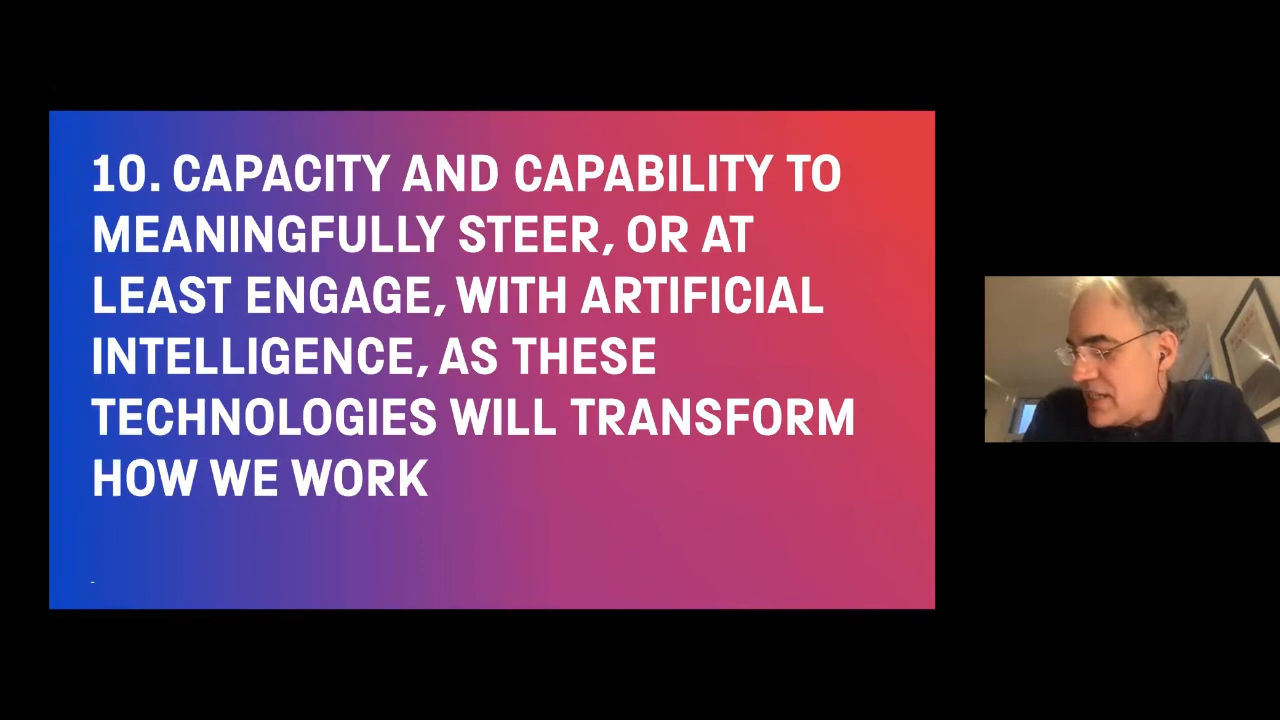 10. CAPACITY AND CAPABILITY TO
MEANINGFULLY STEER, OR AT
LEAST ENGAGE, WITH ARTIFICIAL
INTELLIGENCE, AS THESE
TECHNOLOGIES WILL TRANSFORM
HOW WE WORK
-